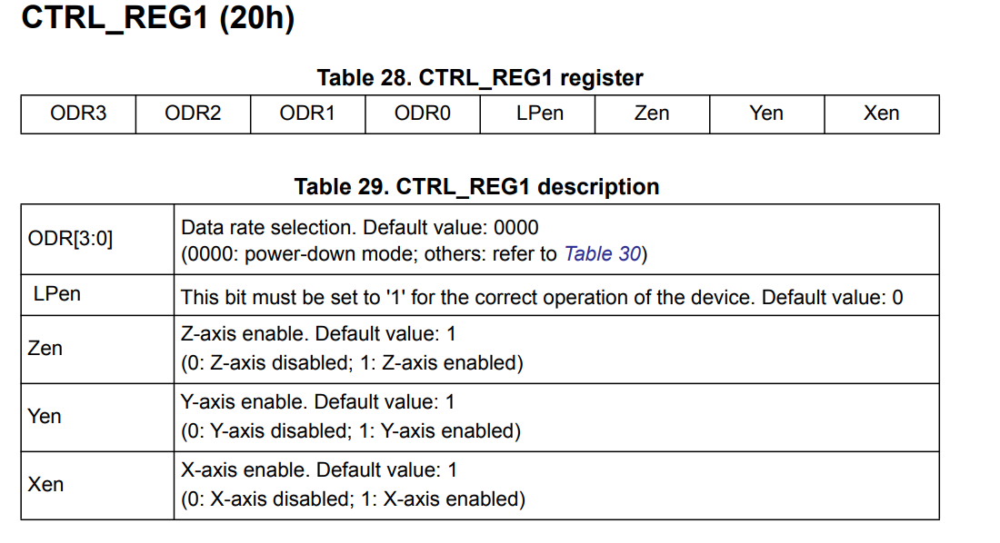 CTRL_REG1 (20h)
Table 28. CTRL_REG1 register
ODR3 ODR2 ODR1 ODR0 LPen Zen Yen Xen
Table 29. CTRL_REG1 description
ODR[3:0]
Data rate selection. Default value: 0000
(0000: power-down mode; others: refer to Table 30)
LPen
This bit must be set to '1' for the correct operation of the device. Default value: 0
Zen
Z-axis enable. Default value: 1
(0: Z-axis disabled; 1: Z-axis enabled)
Yen
Y-axis enable. Default value: 1
(0: Y-axis disabled; 1: Y-axis enabled)
Xen
X-axis enable. Default value: 1
(0: X-axis disabled; 1: X-axis enabled)